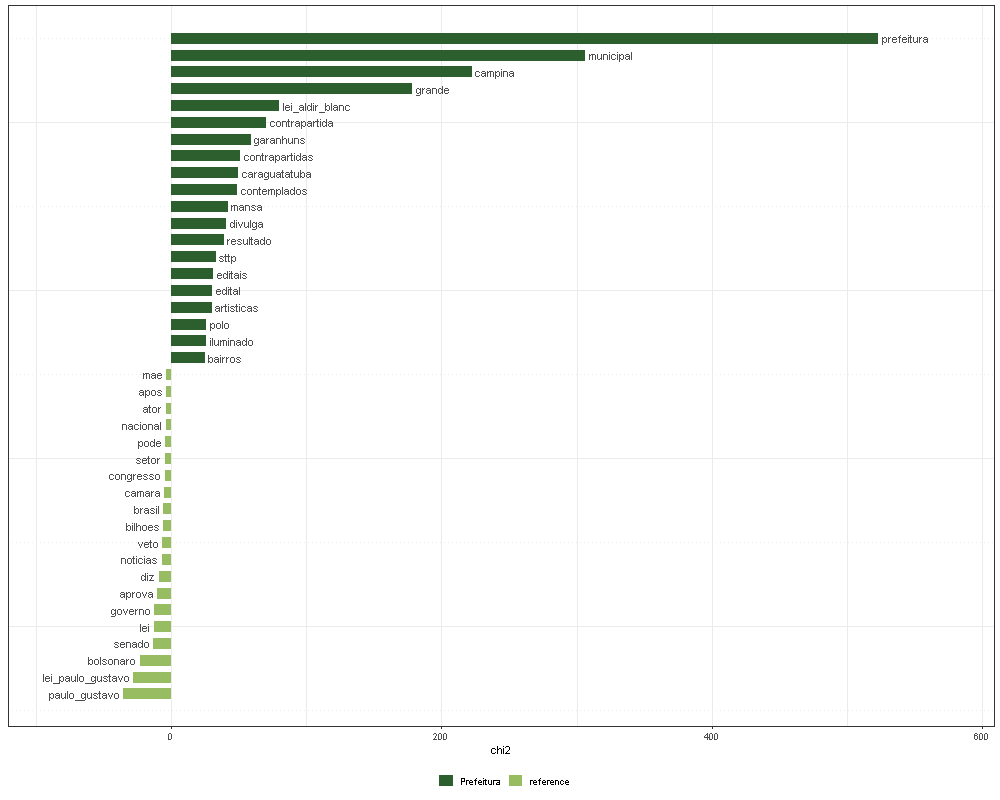 prefeitura
municipal
campina
grande
lei_aldir_blanc
contrapartida
garanhuns
contrapartidas
caraguatatuba
contemplados
mansa
divulga
resultado
sttp
editais
edital
artisticas
polo
iluminado
bairros
mae
apos
ator
nacional
pode
setor
congresso
camara
brasil
bilhoes
veto
noticias
diz
aprova
governo
lei
senado
bolsonaro
lei_paulo_gustavo
paulo_gustavo
0 200 400 600
chi2
Prefeitura reference